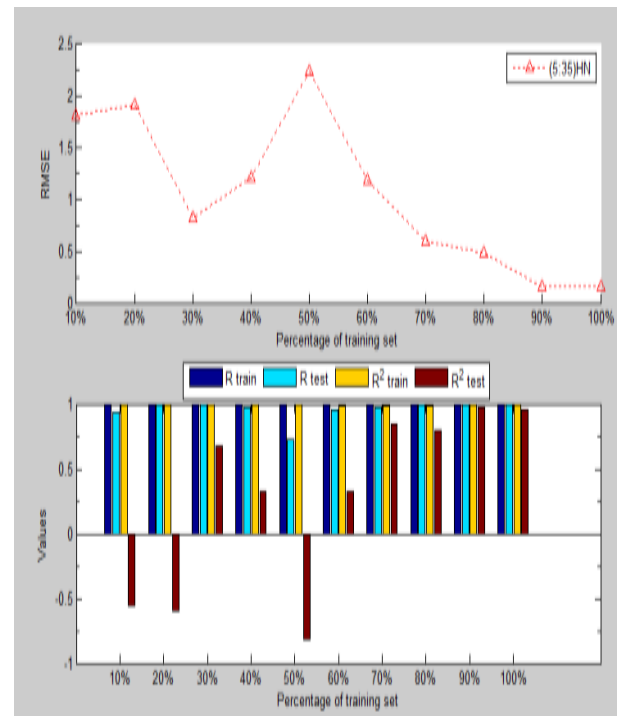 2.5
2
1.5
1
0.5
0
RMSE
(5:35)HN
10% 20% 30% 40% 50% 60% 70% 80% 90% 100%
Percentage of training set
R train R test R² train R² test
1
0.5
0
-0.5
-1
Values
10% 20% 30% 40% 50% 60% 70% 80% 90% 100%
Percentage of training set